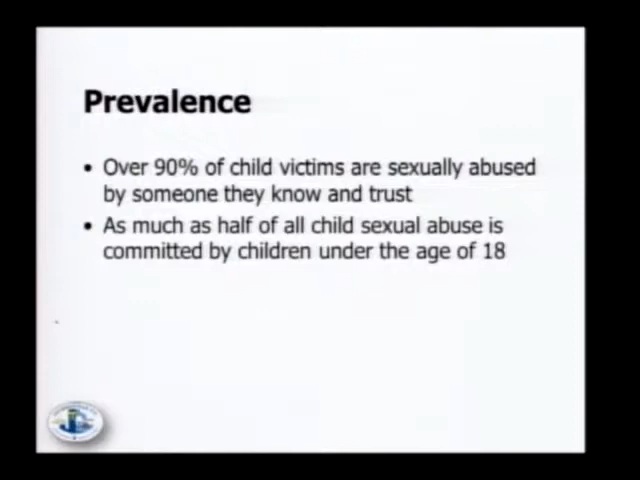 Prevalence
• Over 90% of child victims are sexually abused
by someone they know and trust
• As much as half of all child sexual abuse is
committed by children under the age of 18